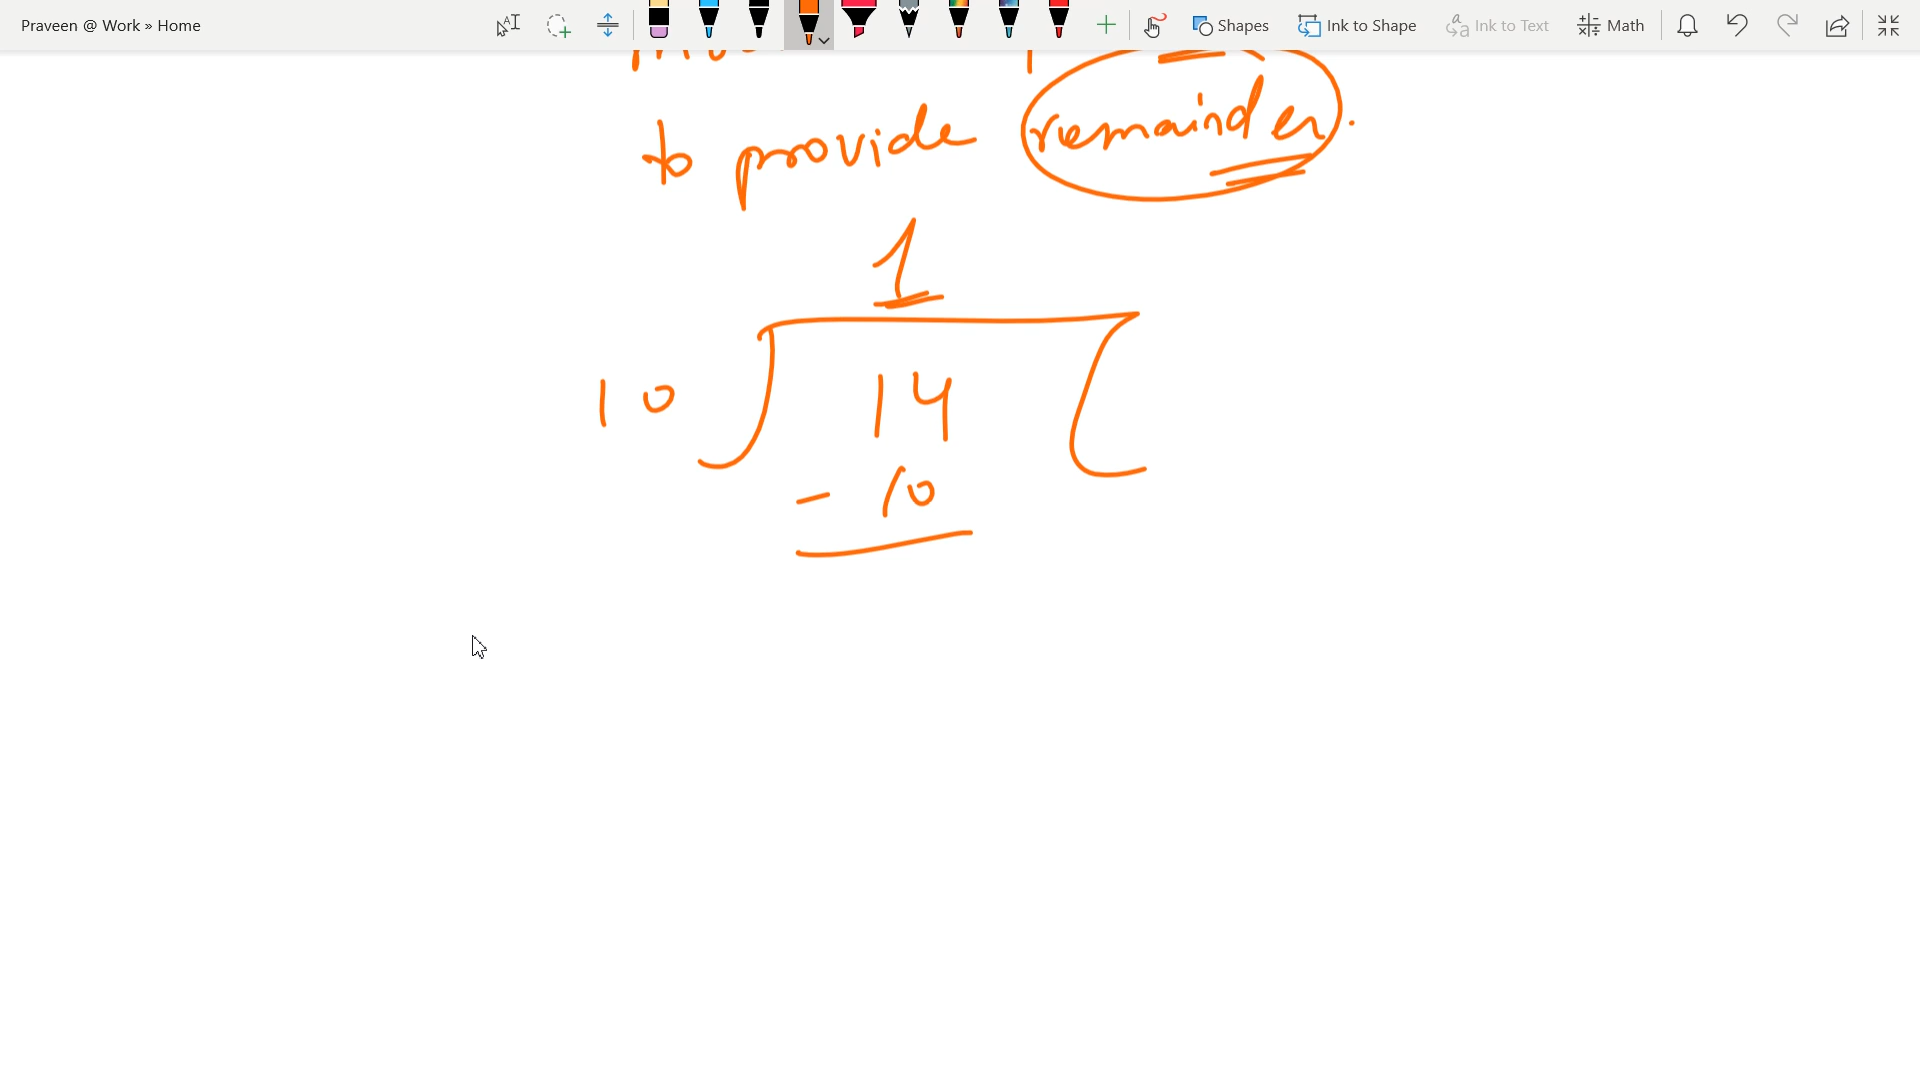 Praveen @ Work » Home Shapes Ink to Shape Ink to Text Math
to provide remainder.
1
10 14
- 10